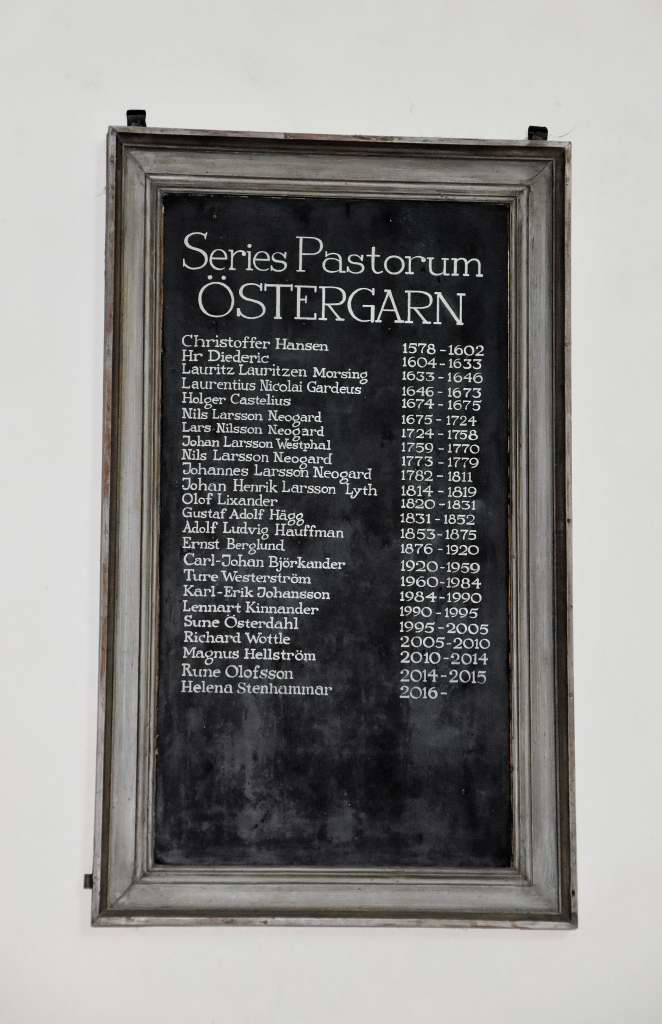 Series Pastorum
ÖSTERGARN
Christoffer Hansen 1578-1602
Hr Diederic 1604-1633
Lauritz Lauritzen Morsing 1633-1646
Laurentius Nicolai Gardeus 1646-1673
Holger Castelius 1674-1675
Nils Larsson Neogard 1675-1724
Lars Nilsson Neogard 1724-1758
Johan Larsson Westphal 1759-1770
Nils Larsson Neogard 1773-1779
Johannes Larsson Neogard 1782-1811
Johan Henrik Larsson Lyth 1814-1819
Olof Lixander 1820-1831
Gustaf Adolf Hägg 1831-1852
Adolf Ludvig Hauffman 1853-1875
Ernst Berglund 1876-1920
Carl-Johan Björkander 1920-1959
Ture Westerström 1960-1984
Karl-Erik Johansson 1984-1990
Lennart Kinnander 1990-1995
Sune Österdahl 1995-2005
Richard Wottle 2005-2010
Magnus Hellström 2010-2014
Rune Olofsson 2014-2015
Helena Stenhammar 2016-